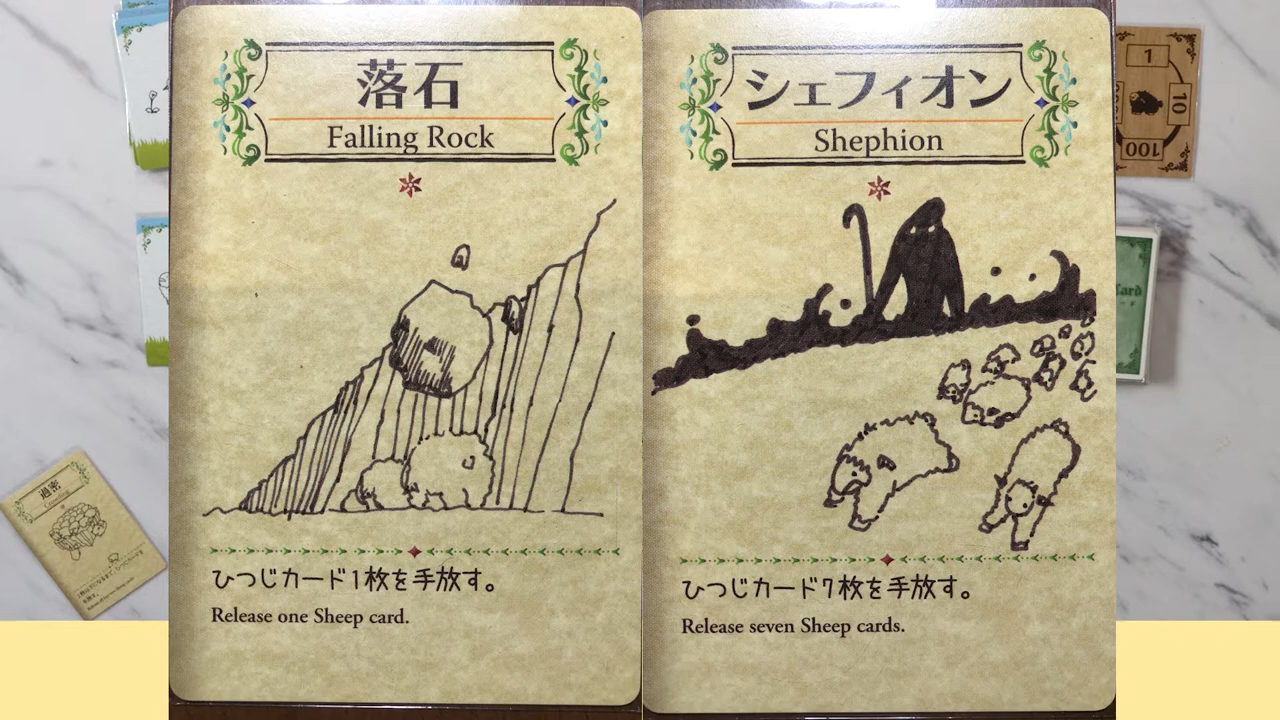 落石
Falling Rock
ひつじカード1枚を手放す。
Release one Sheep card.
シェフィオン
Shephion
ひつじカード7枚を手放す。
Release seven Sheep cards.
1
10
100
過密
Crowding